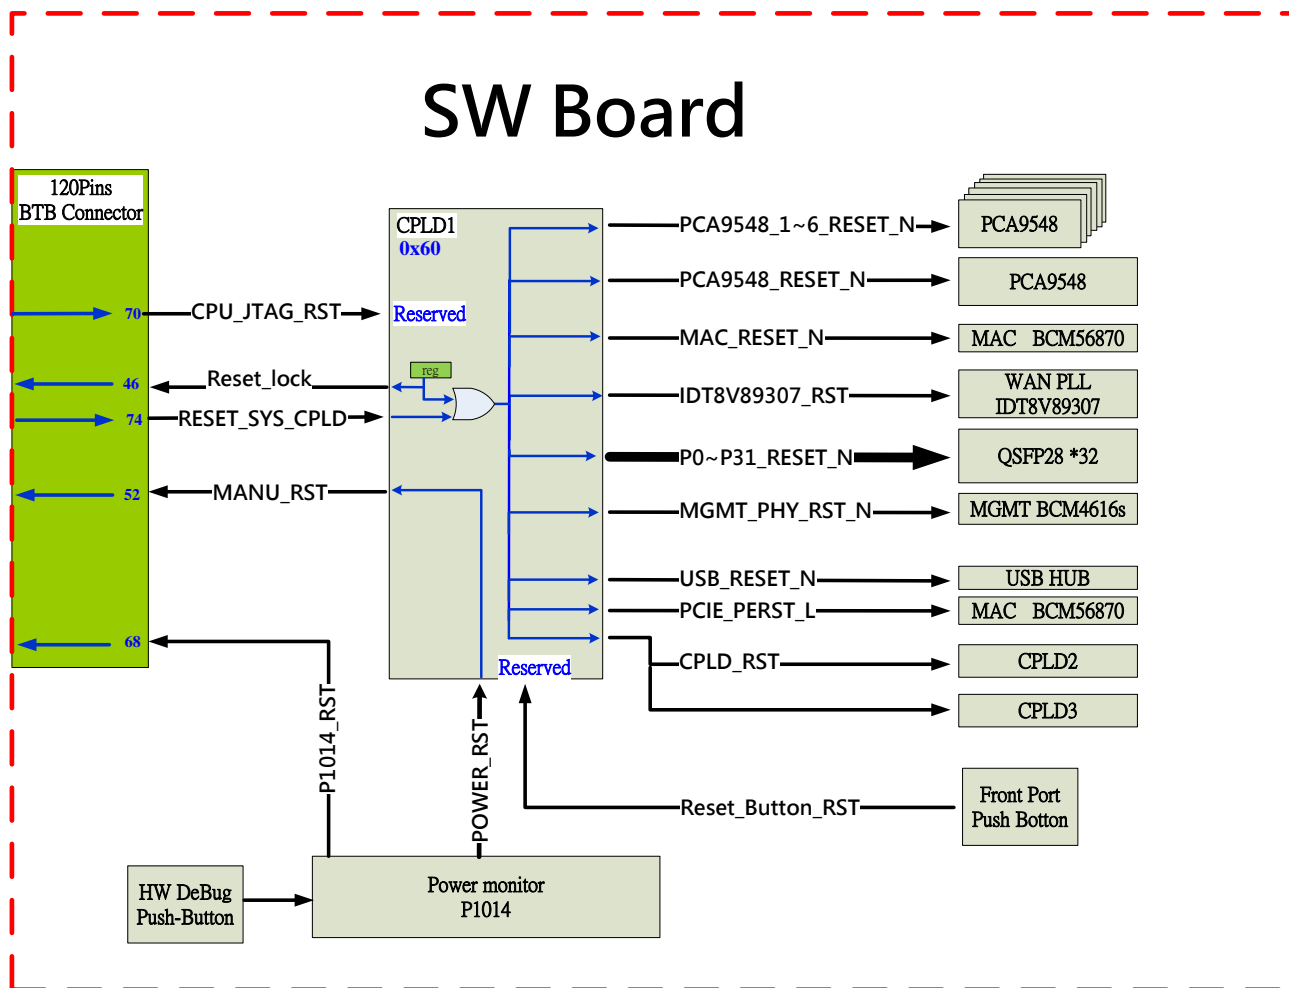 SW Board
120Pins
BTB Connector
CPLD1
0x60
PCA9548_1~6_RESET_N
PCA9548
PCA9548_RESET_N
PCA9548
70
CPU_JTAG_RST
Reserved
MAC_RESET_N
MAC BCM56870
reg
46
Reset_lock
IDT8V89307_RST
WAN PLL
IDT8V89307
74
RESET_SYS_CPLD
P0~P31_RESET_N
QSFP28 *32
52
MANU_RST
MGMT_PHY_RST_N
MGMT BCM4616s
USB_RESET_N
USB HUB
PCIE_PERST_L
MAC BCM56870
68
Reserved
CPLD_RST
CPLD2
CPLD3
P1014_RST
POWER_RST
Reset_Button_RST
Front Port
Push Botton
HW DeBug
Push-Button
Power monitor
P1014